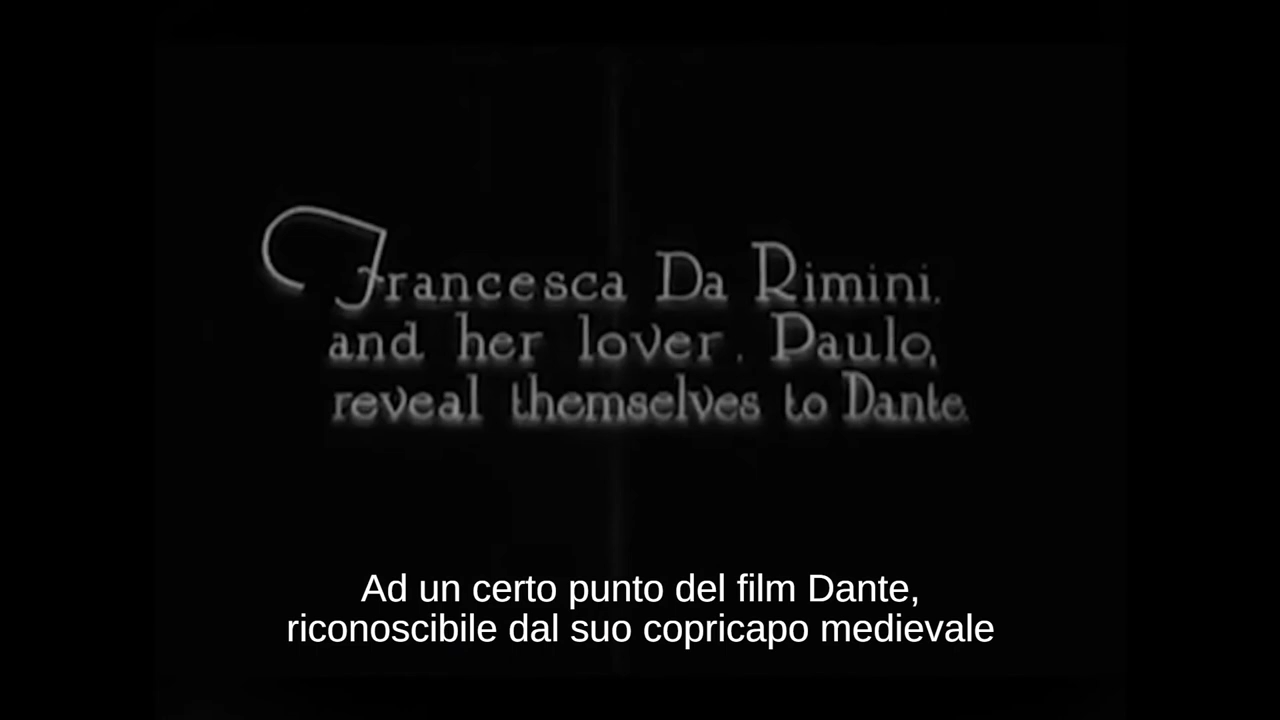 Francesca Da Rimini,
and her lover, Paulo,
reveal themselves to Dante.
Ad un certo punto del film Dante,
riconoscibile dal suo copricapo medievale